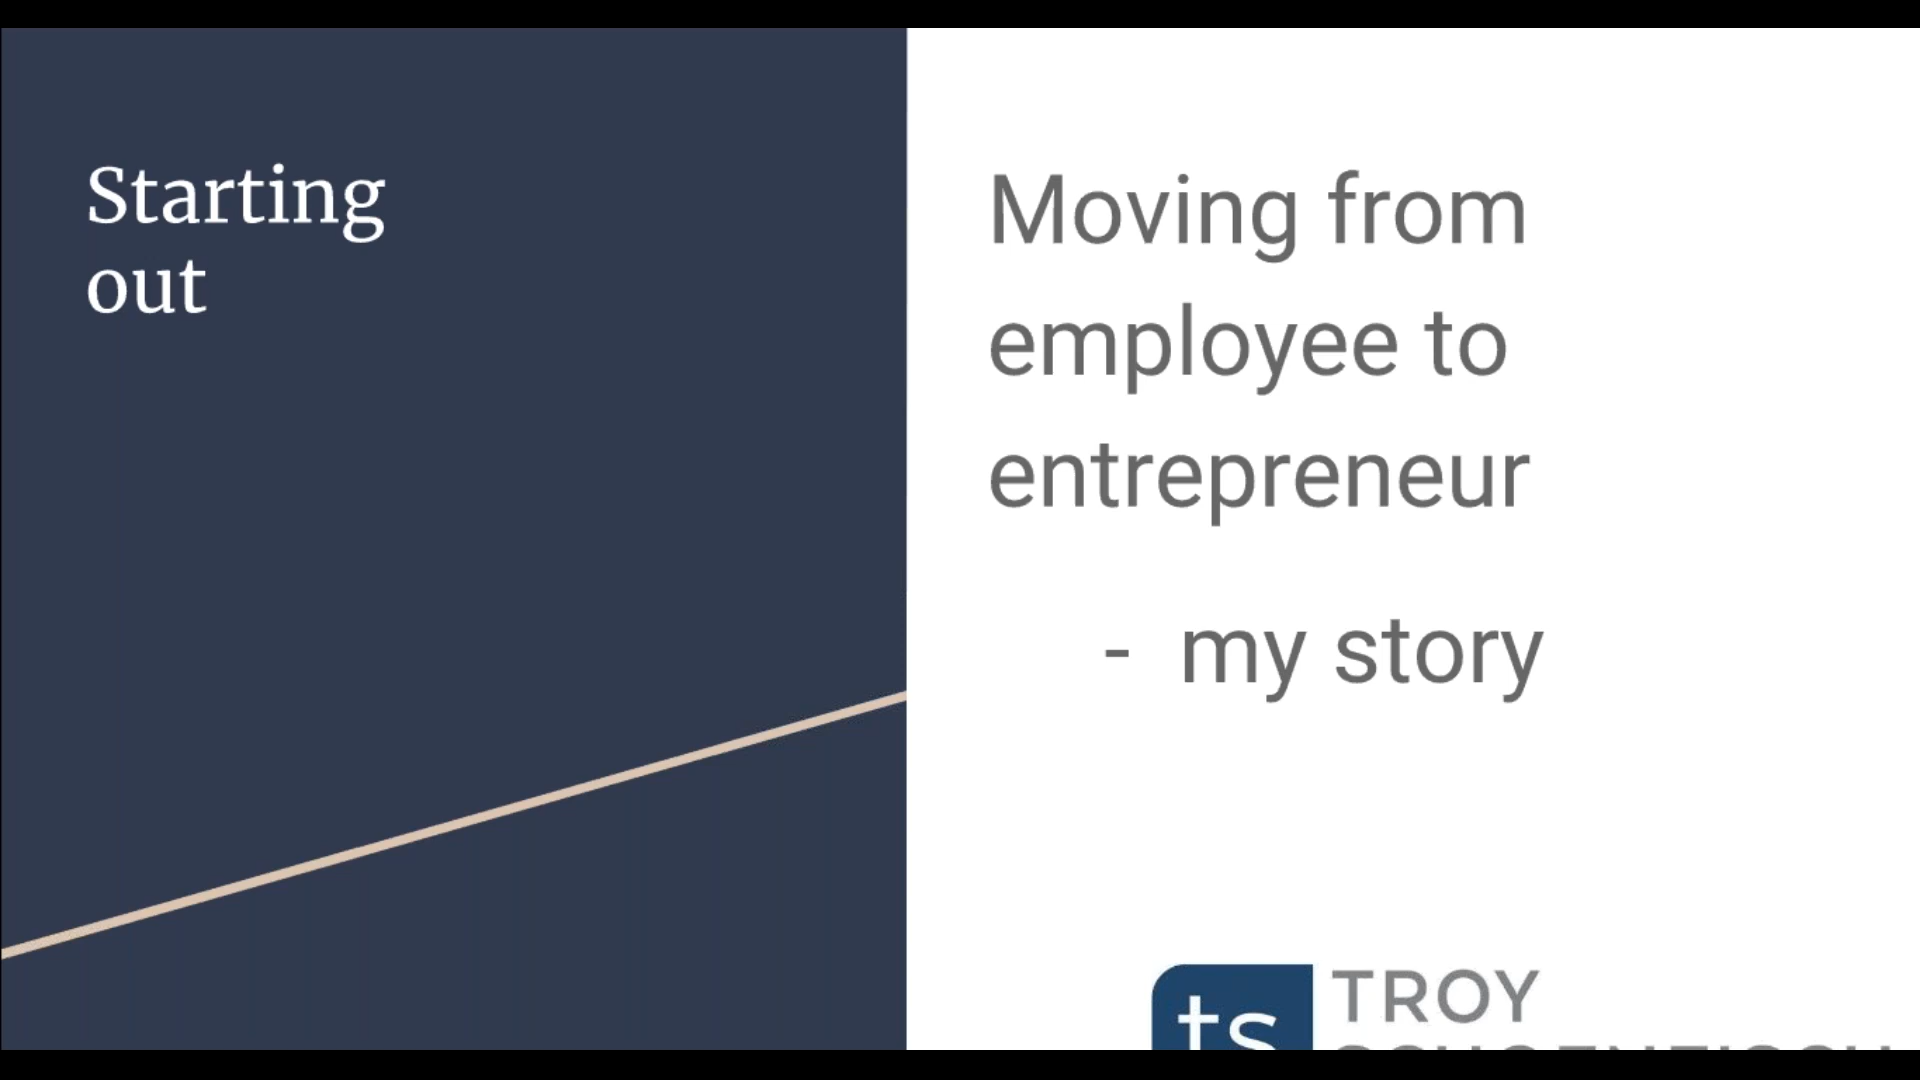 Starting
out
Moving from
employee to
entrepreneur
- my story
ts
TROY